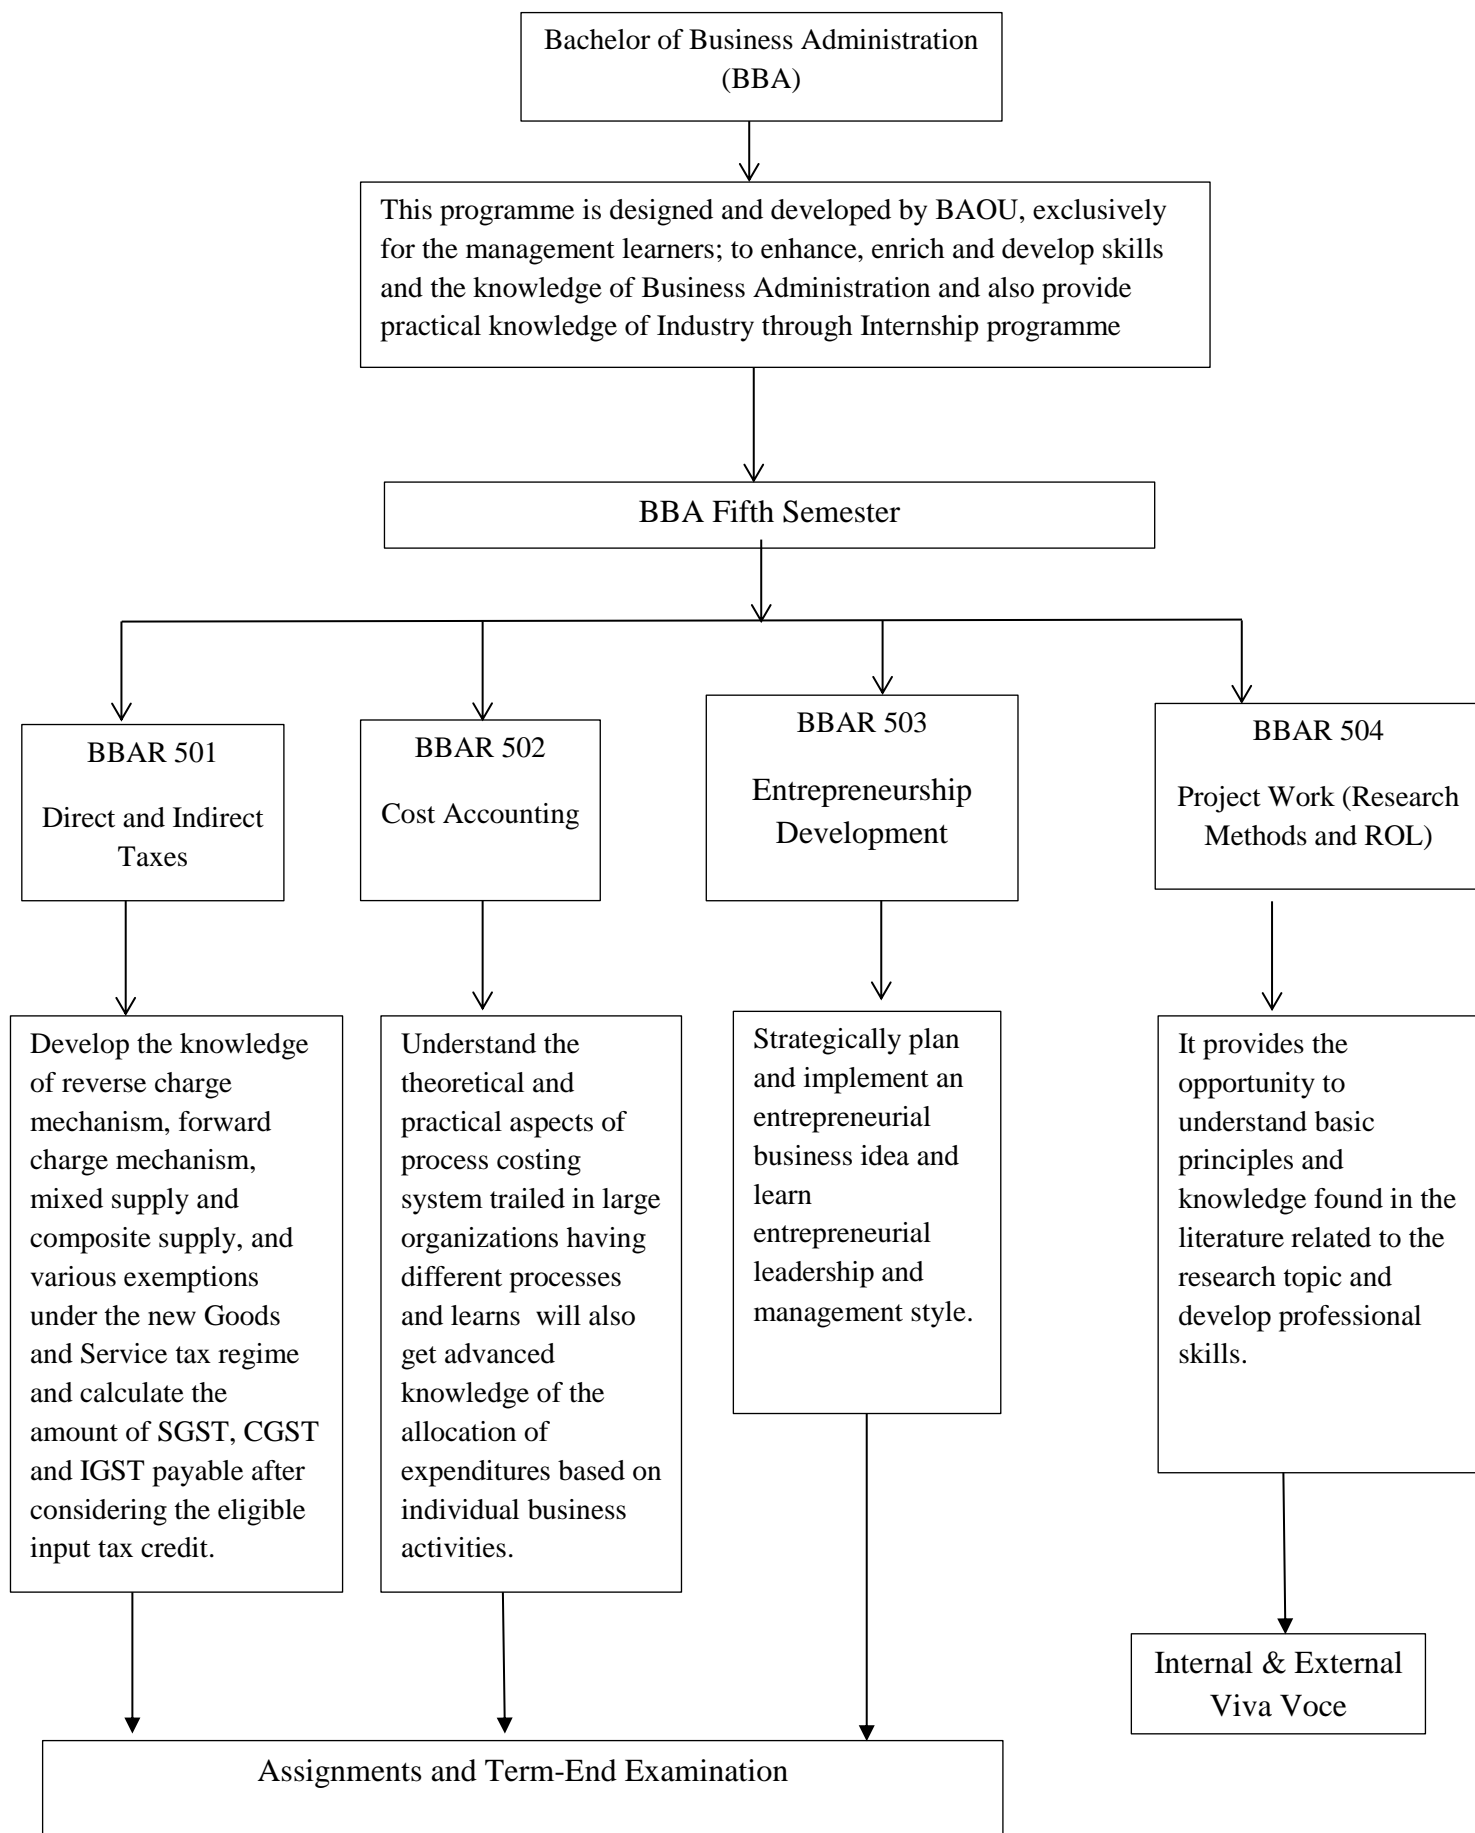 Bachelor of Business Administration
(BBA)
This programme is designed and developed by BAOU, exclusively
for the management learners; to enhance, enrich and develop skills
and the knowledge of Business Administration and also provide
practical knowledge of Industry through Internship programme
BBA Fifth Semester
BBAR 501
Direct and Indirect
Taxes
BBAR 502
Cost Accounting
BBAR 503
Entrepreneurship
Development
BBAR 504
Project Work (Research
Methods and ROL)
Develop the knowledge
of reverse charge
mechanism, forward
charge mechanism,
mixed supply and
composite supply, and
various exemptions
under the new Goods
and Service tax regime
and calculate the
amount of SGST, CGST
and IGST payable after
considering the eligible
input tax credit.
Understand the
theoretical and
practical aspects of
process costing
system trailed in large
organizations having
different processes
and learns  will also
get advanced
knowledge of the
allocation of
expenditures based on
individual business
activities.
Strategically plan
and implement an
entrepreneurial
business idea and
learn
entrepreneurial
leadership and
management style.
It provides the
opportunity to
understand basic
principles and
knowledge found in the
literature related to the
research topic and
develop professional
skills.
Internal & External
Viva Voce
Assignments and Term-End Examination